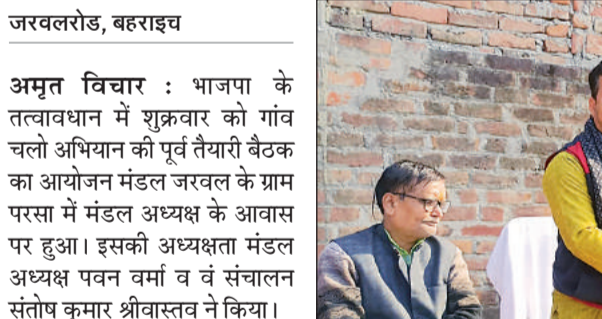 जरवलरोड, बहराइच
अमृत विचार : भाजपा के
तत्वावधान में शुक्रवार को गांव
चलो अभियान की पूर्व तैयारी बैठक
का आयोजन मंडल जरवल के ग्राम
परसा में मंडल अध्यक्ष के आवास
पर हुआ। इसकी अध्यक्षता मंडल
अध्यक्ष पवन वर्मा व वं संचालन
संतोष कुमार श्रीवास्तव ने किया।